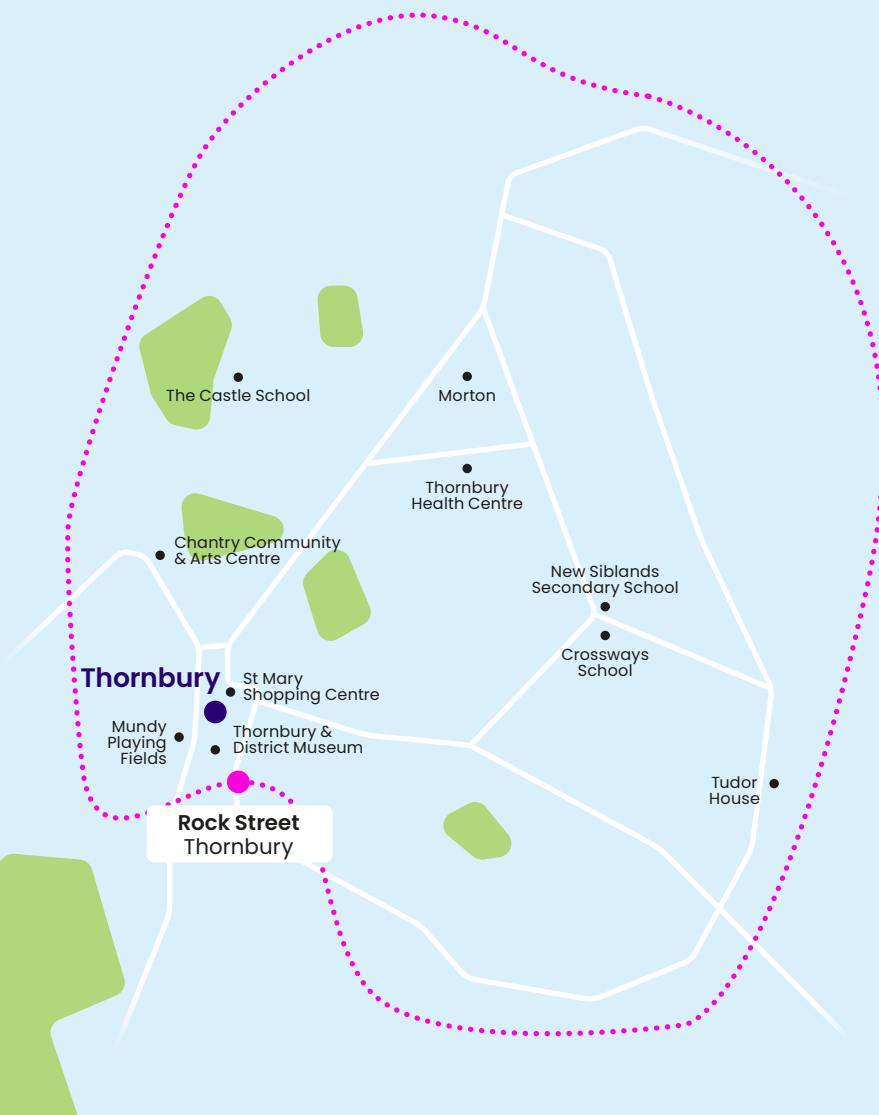 The Castle School
Morton
Thornbury
Health Centre
Chantry Community
& Arts Centre
New Siblands
Secondary School
Crossways
School
Thornbury
St Mary
Shopping Centre
Mundy
Playing
Fields
Thornbury &
District Museum
Tudor
House
Rock Street
Thornbury